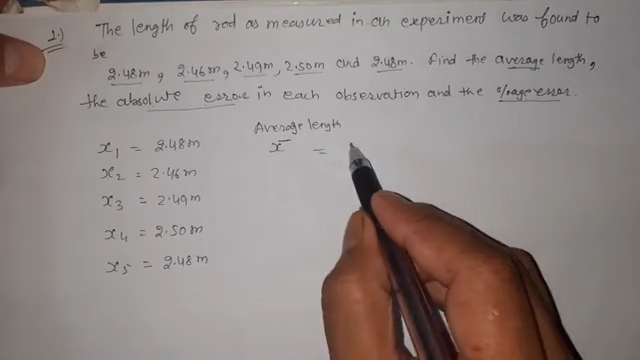 1.) The length of rod as measured in an experiment was found to
be
2.48m, 2.46m, 2.49m, 2.50m and 2.48m. Find the average length,
the absolute error in each observation and the %age error.
Average length
x₁ = 2.48m
x̄ =
x₂ = 2.46m
x₃ = 2.49m
x₄ = 2.50m
x₅ = 2.48m